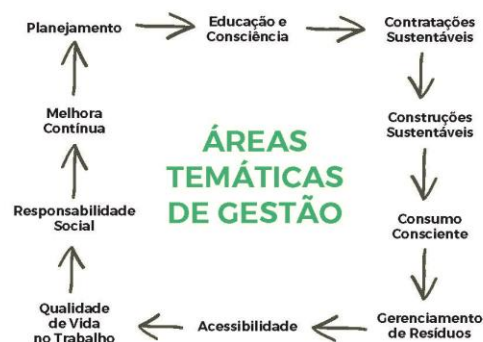 Planejamento
Educação e
Consciência
Contratações
Sustentáveis
Construções
Sustentáveis
Consumo
Consciente
Gerenciamento
de Resíduos
Acessibilidade
Qualidade
de Vida
no Trabalho
Responsabilidade
Social
Melhora
Contínua
ÁREAS
TEMÁTICAS
DE GESTÃO